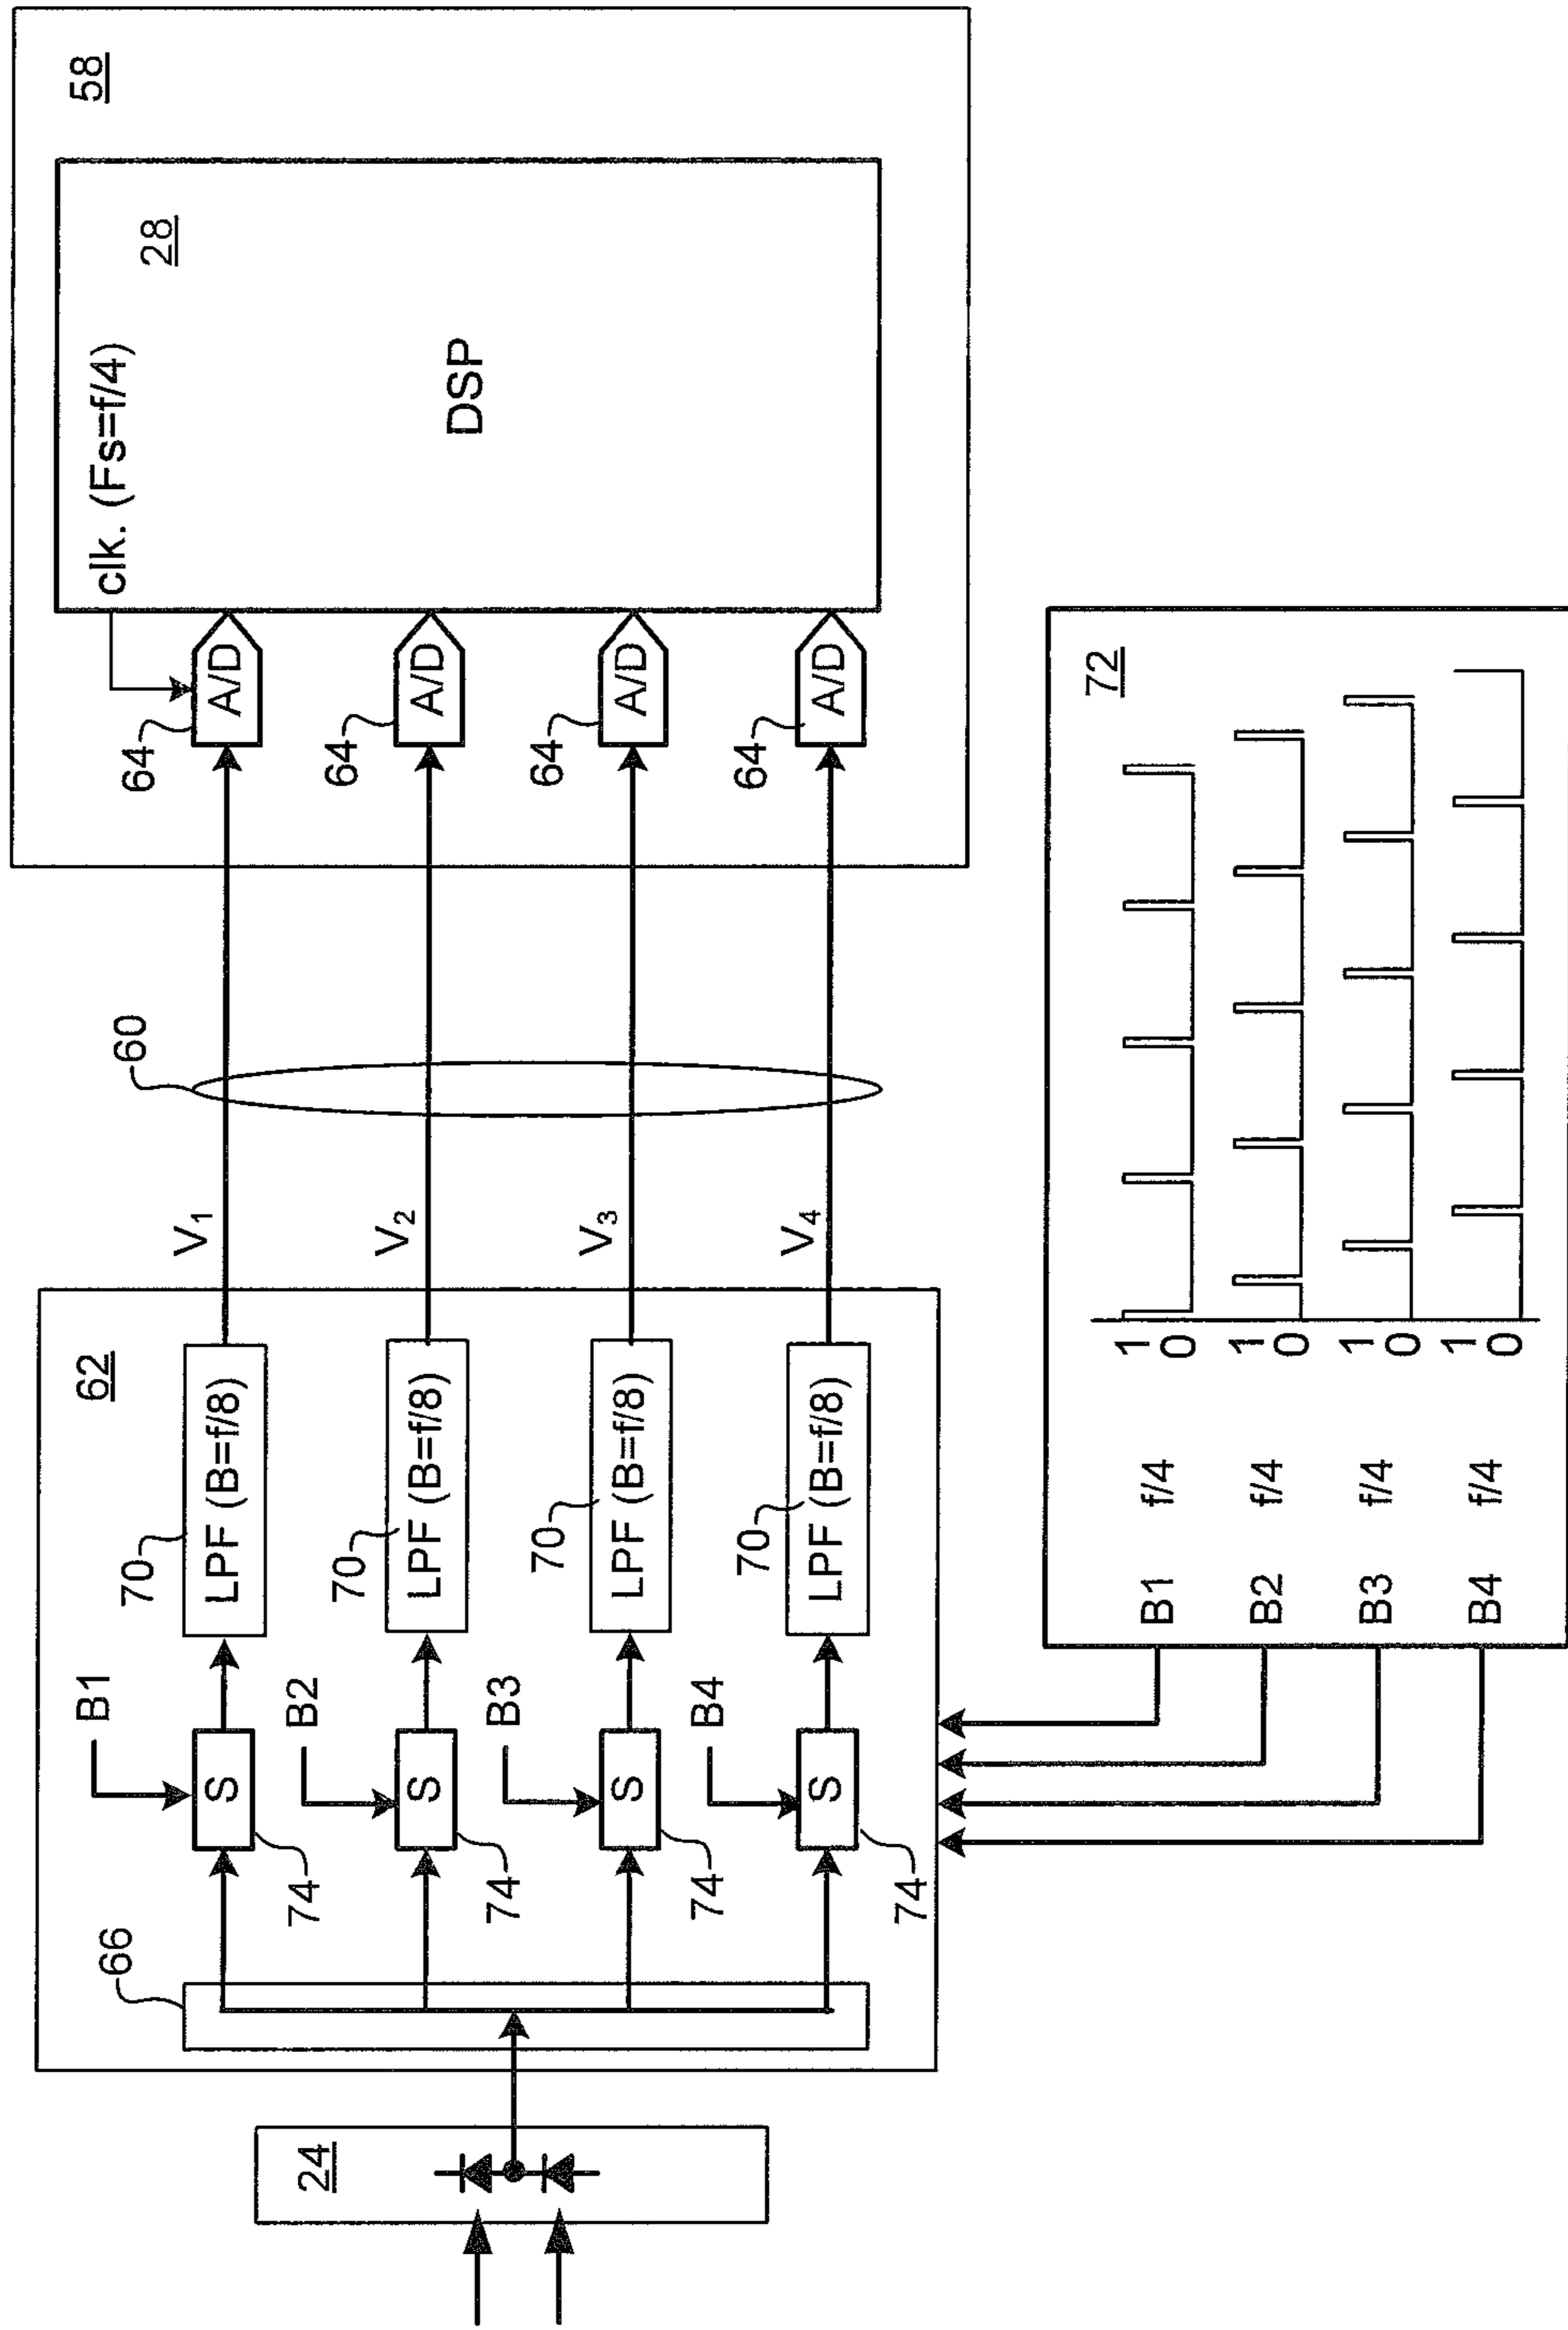 58
28
clk. (Fs=f/4)
DSP
64
A/D
64
A/D
64
A/D
64
A/D
60
V1
V2
V3
V4
62
70
LPF (B=f/8)
70
LPF (B=f/8)
70
LPF (B=f/8)
70
LPF (B=f/8)
B1
S
74
B2
S
74
B3
S
74
B4
S
74
66
24
72
B1 f/4 1 0
B2 f/4 1 0
B3 f/4 1 0
B4 f/4 1 0